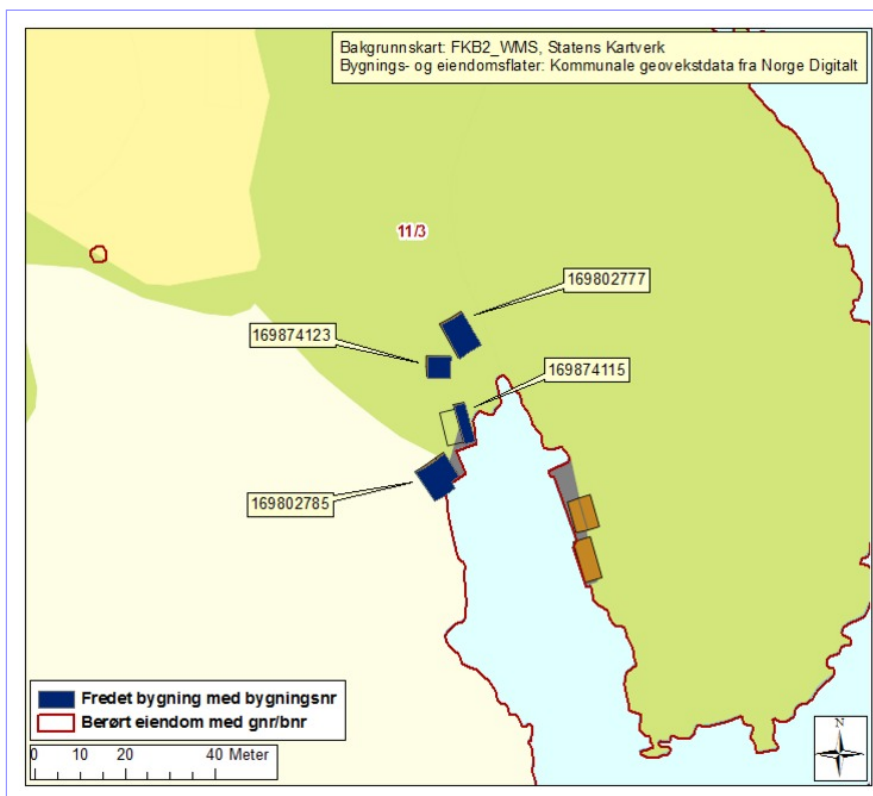 Bakgrunnskart: FKB2_WMS, Statens Kartverk
Bygnings- og eiendomsflater: Kommunale geovekstdata fra Norge Digitalt
11/3
169802777
169874123
169874115
169802785
Fredet bygning med bygningsnr
Berørt eiendom med gnr/bnr
0 10 20 40 Meter
N